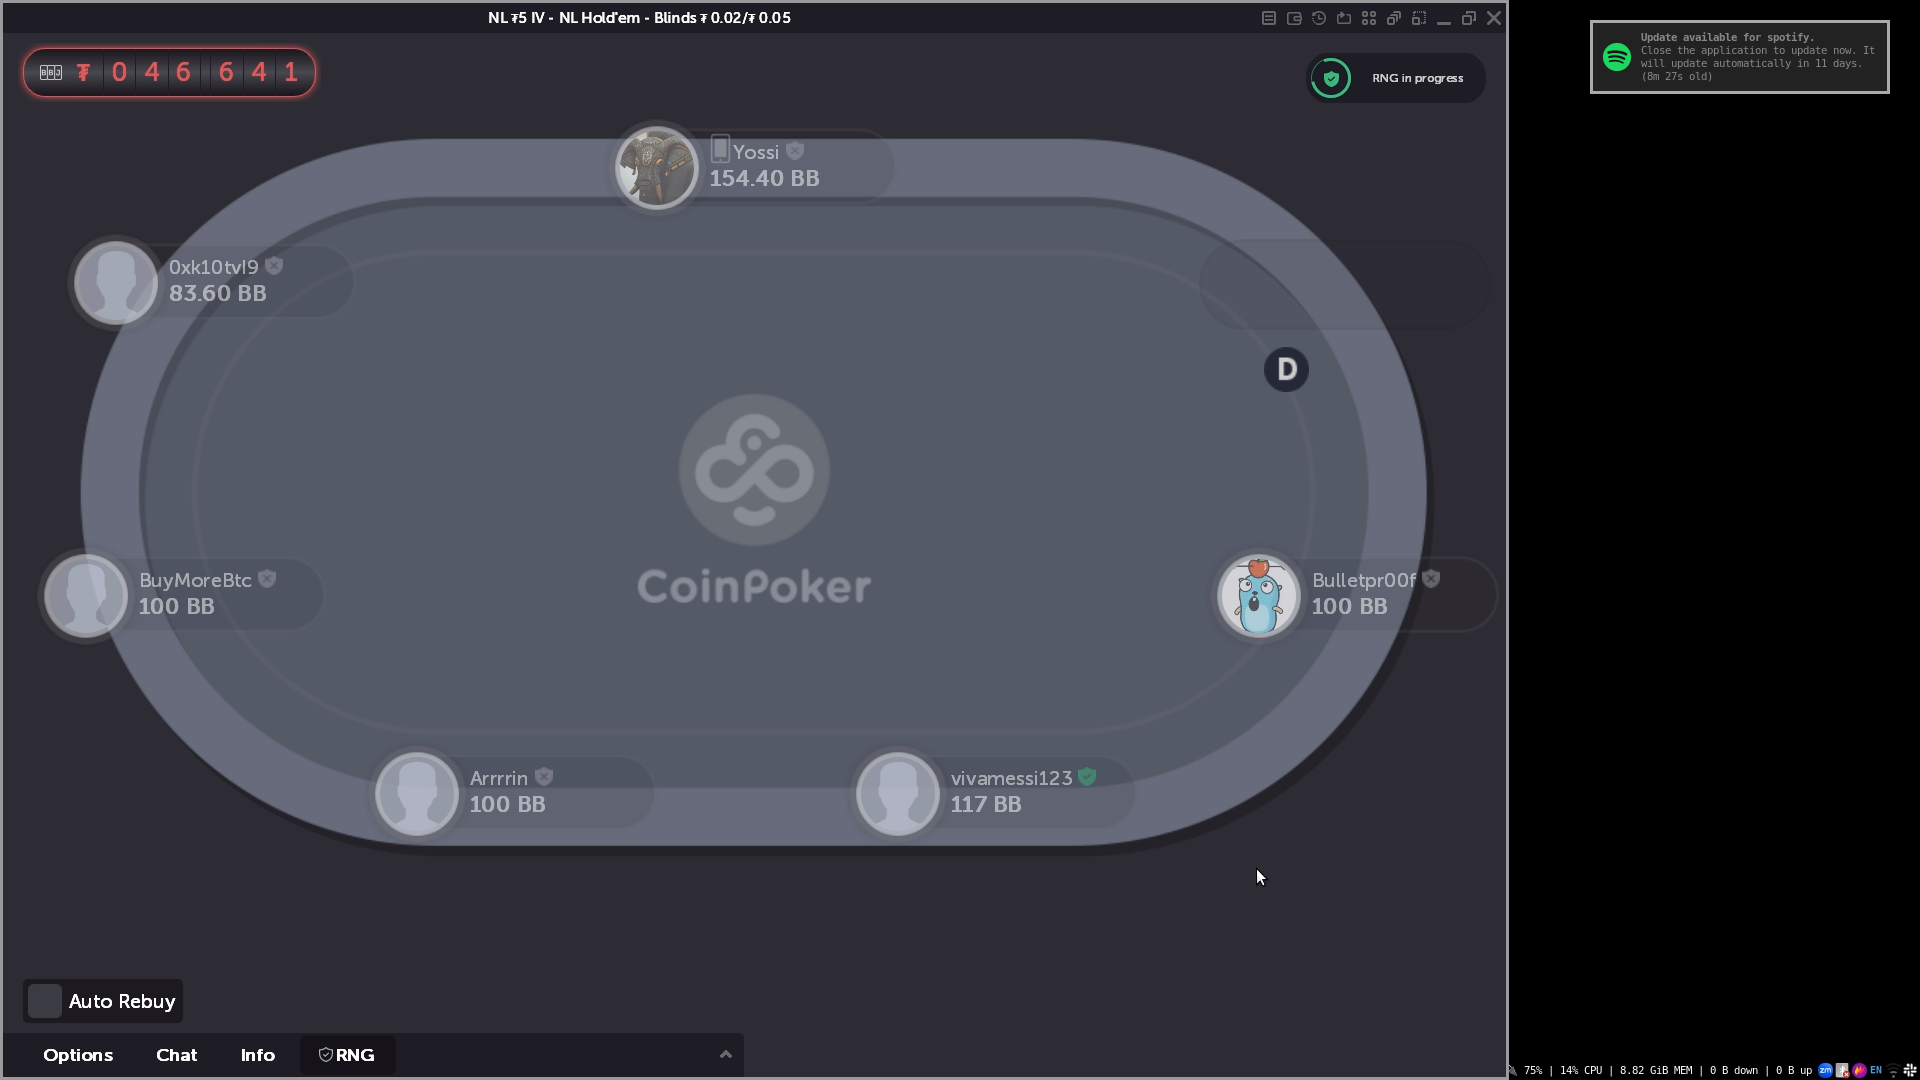 NL ₮5 IV - NL Hold'em - Blinds ₮ 0.02/₮ 0.05
BBJ ₮ 0 4 6 6 4 1
RNG in progress
Update available for spotify.
Close the application to update now. It
will update automatically in 11 days.
(8m 27s old)
Yossi
154.40 BB
0xk10tvl9
83.60 BB
D
CoinPoker
BuyMoreBtc
100 BB
Bulletpr00f
100 BB
Arrrrin
100 BB
vivamessi123
117 BB
Auto Rebuy
Options Chat Info RNG
75% | 14% CPU | 8.82 GiB MEM | 0 B down | 0 B up zm EN